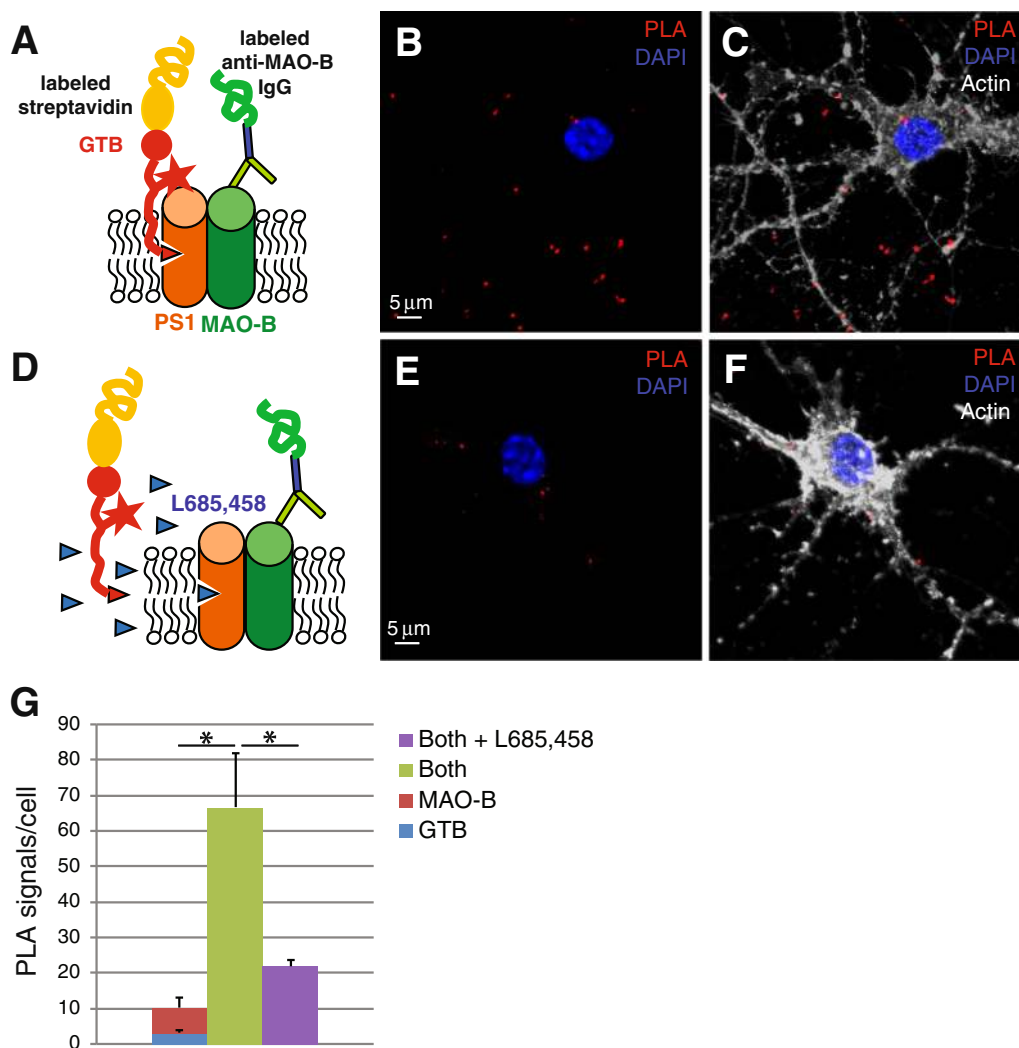 A
labeled
streptavidin
labeled
anti-MAO-B
IgG
GTB
PS1 MAO-B
B
PLA
DAPI
5 μm
C
PLA
DAPI
Actin
D
L685,458
E
PLA
DAPI
5 μm
F
PLA
DAPI
Actin
G
PLA signals/cell
90
80
70
60
50
40
30
20
10
0
* *
Both + L685,458
Both
MAO-B
GTB